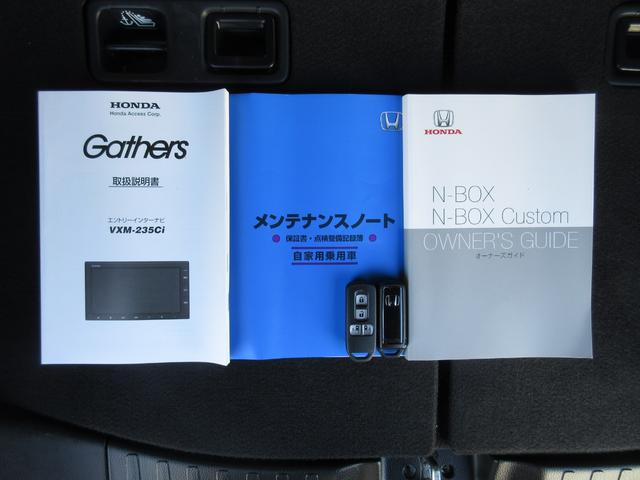 HONDA
Honda Access Corp.
Gathers
取扱説明書
エントリーインターナビ
VXM-235Ci
メンテナンスノート
保証書・点検整備記録簿
自家用乗用車
HONDA
N-BOX
N-BOX Custom
OWNER'S GUIDE
オーナーズガイド